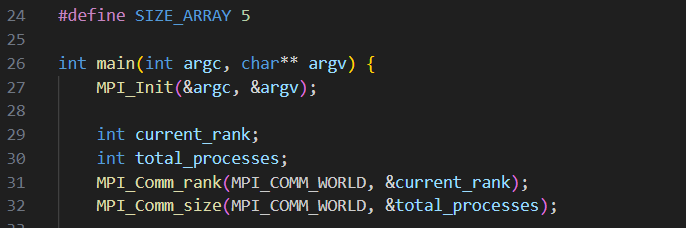 24 #define SIZE_ARRAY 5
25
26 int main(int argc, char** argv) {
27     MPI_Init(&argc, &argv);
28
29     int current_rank;
30     int total_processes;
31     MPI_Comm_rank(MPI_COMM_WORLD, &current_rank);
32     MPI_Comm_size(MPI_COMM_WORLD, &total_processes);